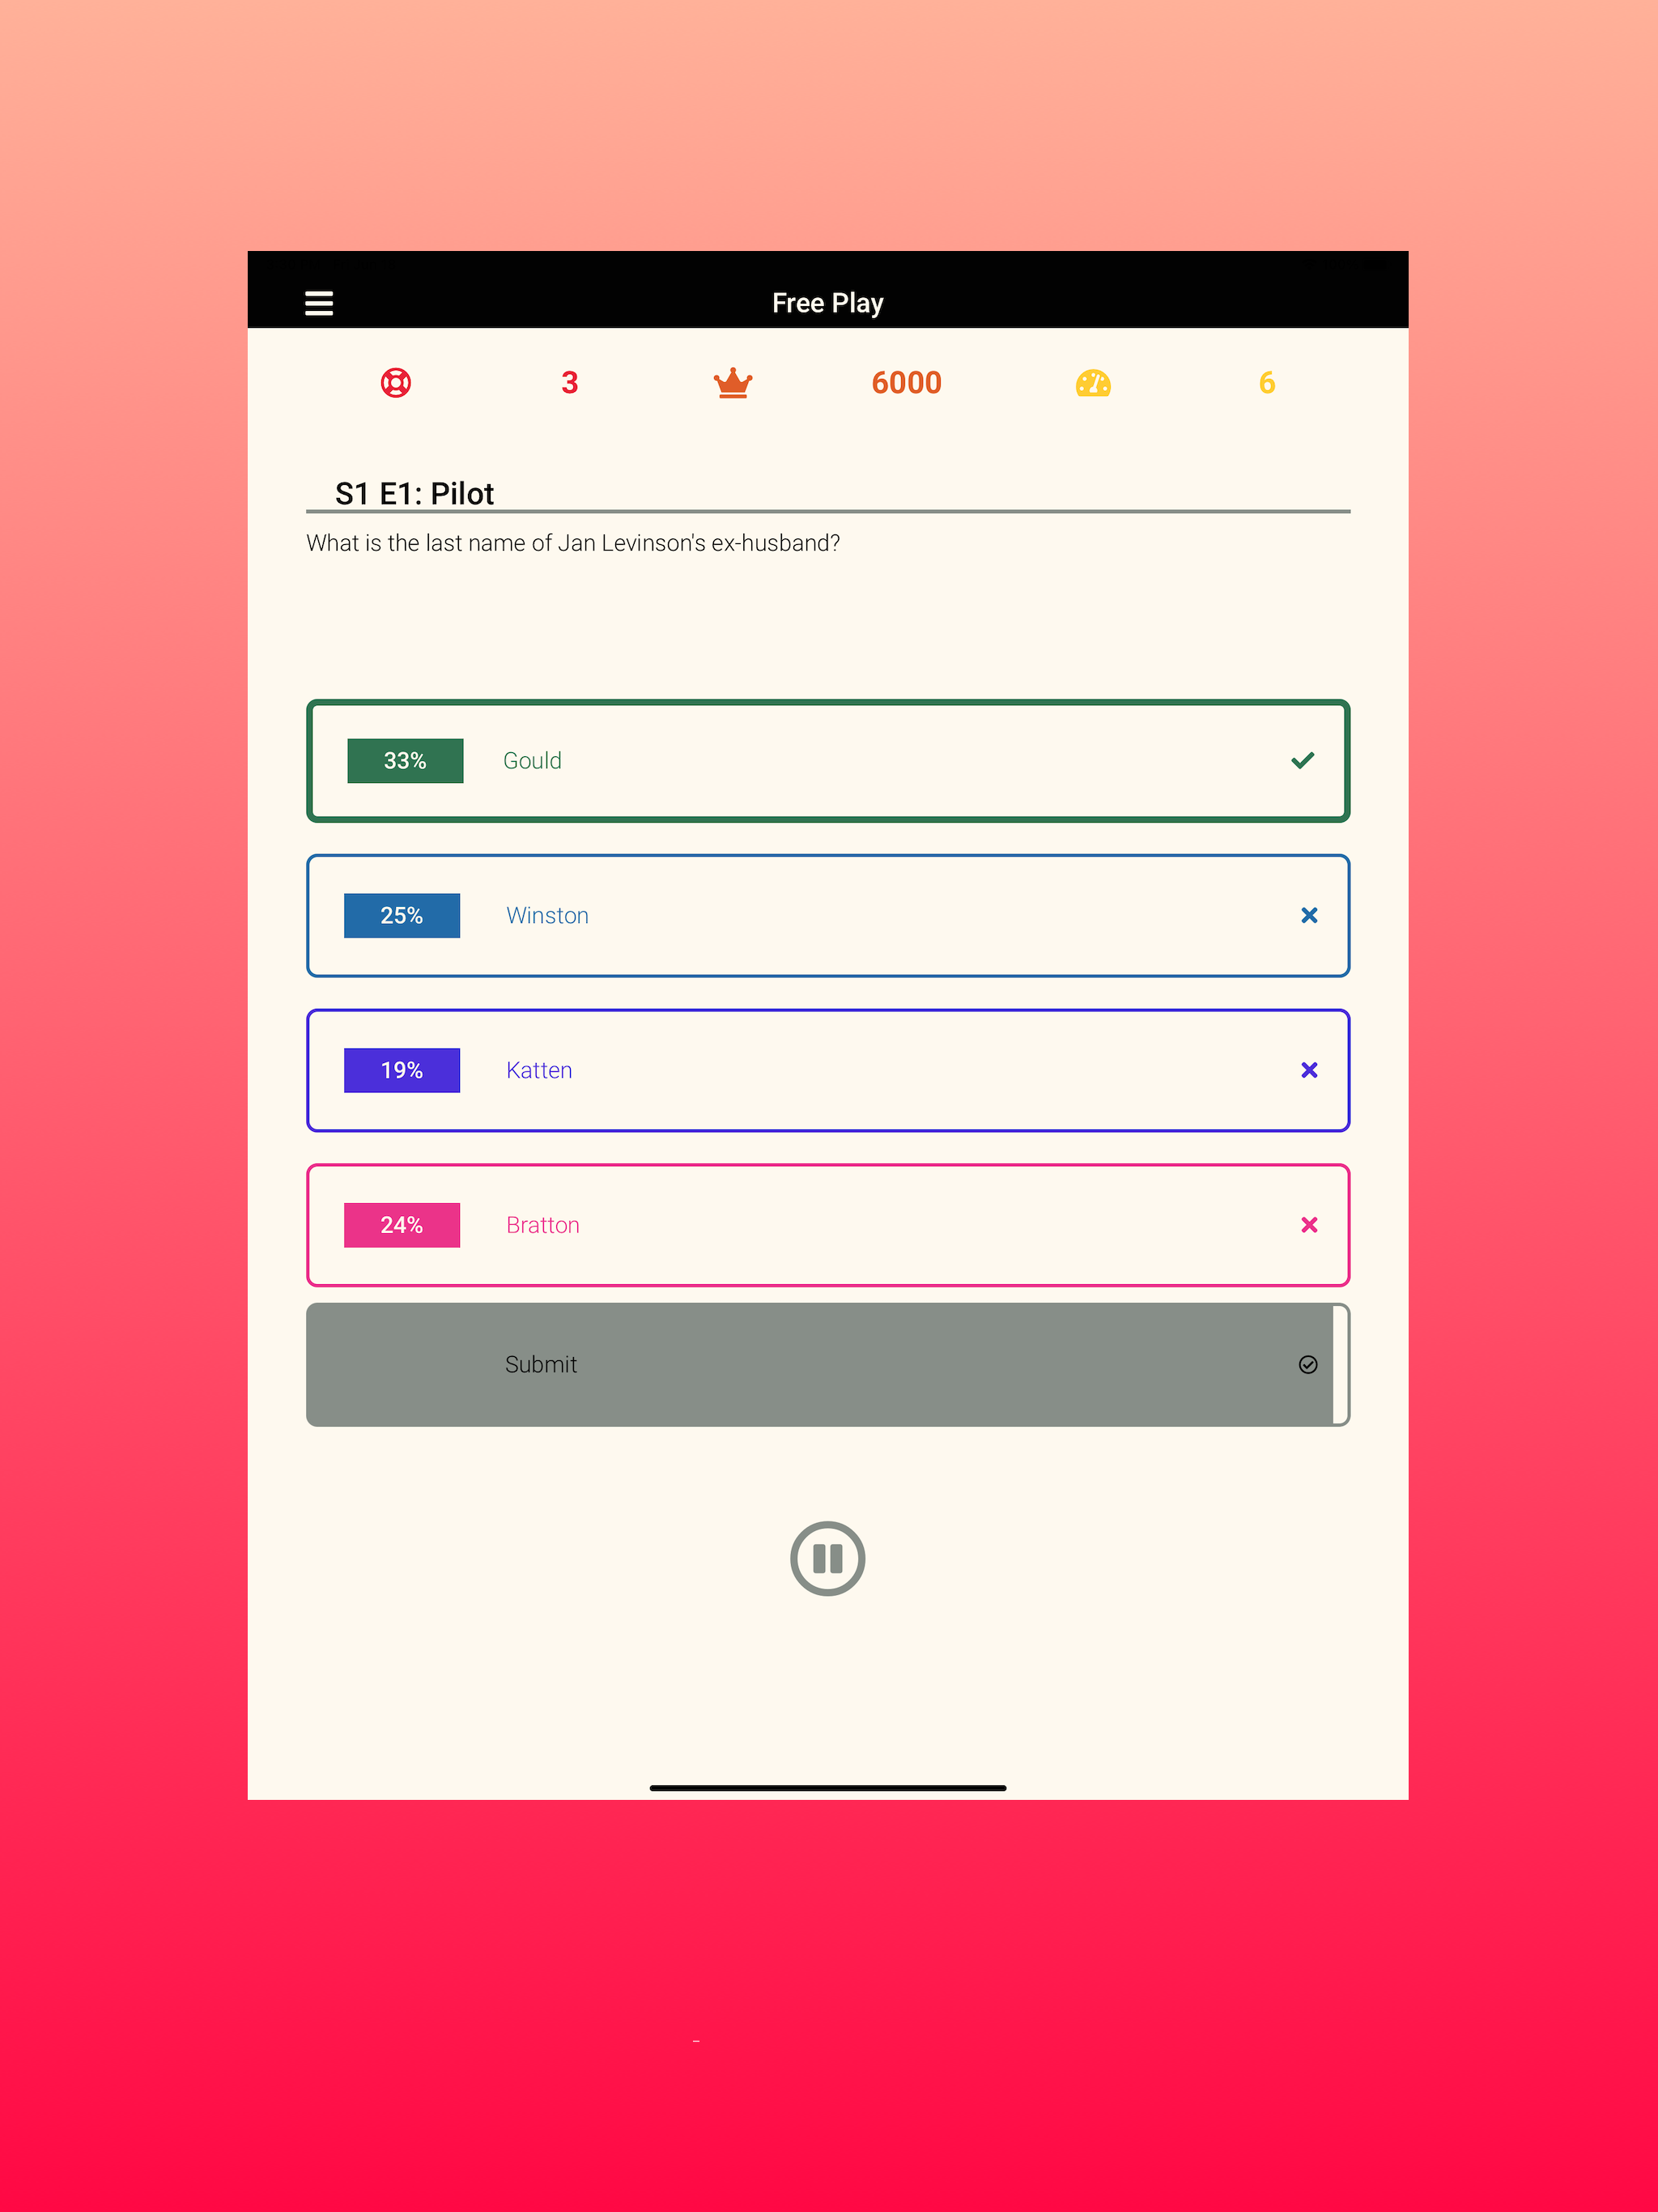 Free Play
3 6000 6
S1 E1: Pilot
What is the last name of Jan Levinson's ex-husband?
33% Gould
25% Winston
19% Katten
24% Bratton
Submit